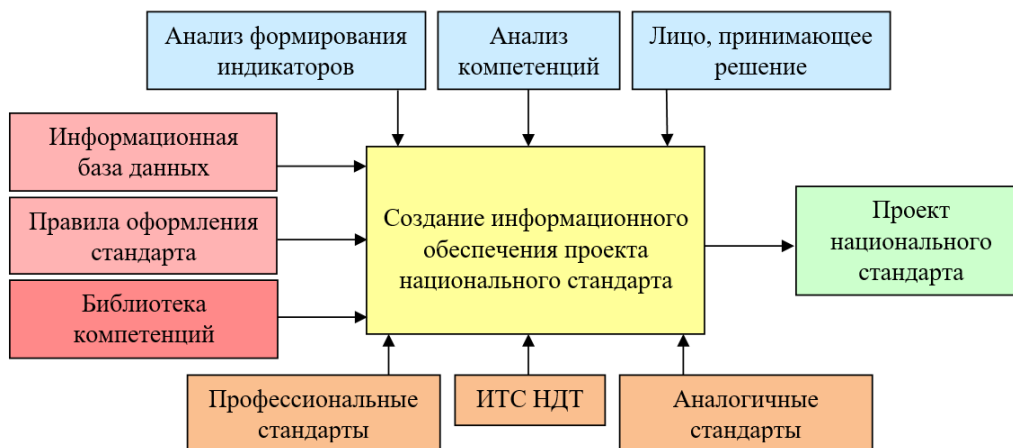 Анализ формирования
индикаторов
Анализ
компетенций
Лицо, принимающее
решение
Информационная
база данных
Правила оформления
стандарта
Библиотека
компетенций
Создание информационного
обеспечения проекта
национального стандарта
Проект
национального
стандарта
Профессиональные
стандарты
ИТС НДТ
Аналогичные
стандарты